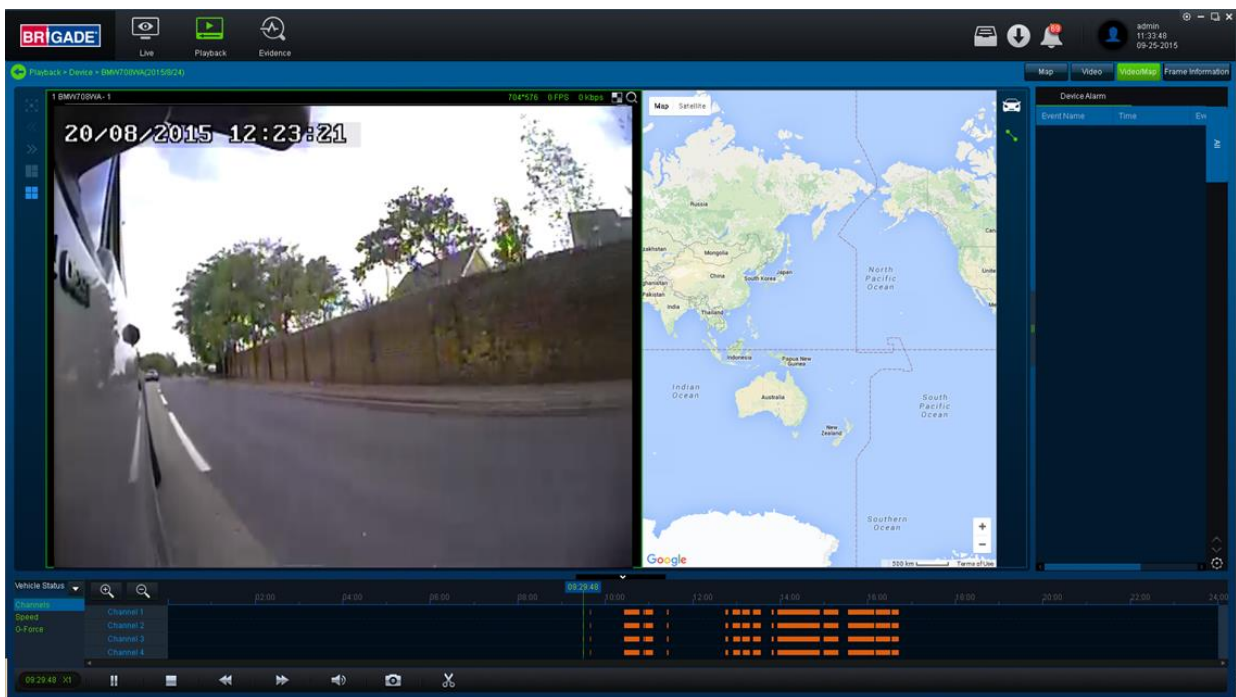 BRIGADE
Live
Playback
Evidence
69
admin
11:33:48
09-25-2015
Playback > Device > BMW708WA(2015/8/24)
Map
Video
Video/Map
Frame Information
1 BMW708WA - 1
704*576 0 FPS 0 kbps
20/08/2015 12:23:21
Map Satellite
Russia
Mongolia
China
South Korea
Japan
Pakistan
India
Thailand
North
Pacific
Ocean
Indonesia
Papua New
Guinea
Indian
Ocean
Australia
South
Pacific
Ocean
New
Zealand
Southern
Ocean
Google
500 km
Terms of Use
Device Alarm
Event Name
Time
All
Vehicle Status
Channels
Speed
G-Force
09:29:48
02:00
04:00
06:00
08:00
10:00
12:00
14:00
16:00
18:00
20:00
22:00
24:00
Channel 1
Channel 2
Channel 3
Channel 4
09:29:48 X1